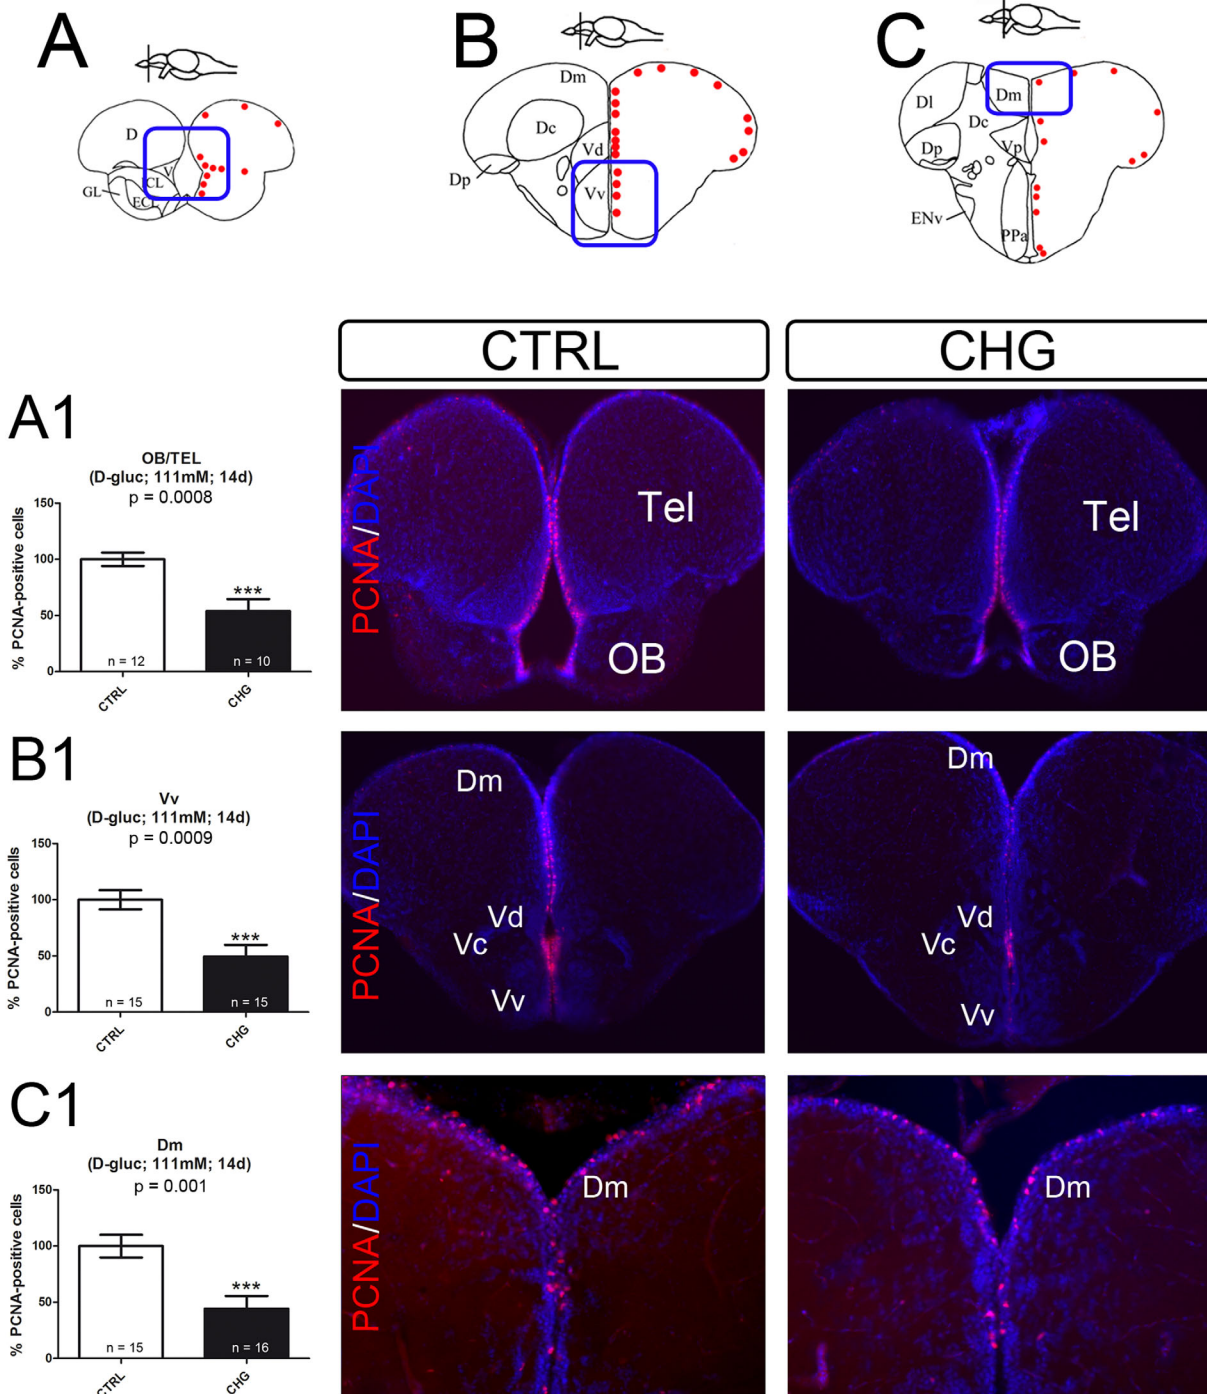 A
B
C
D
V
ICL
GL
ECL
Dm
Dc
Vd
Dp
Vv
Dl
Dm
Dc
Dp
Vp
ENv
PPa
CTRL
CHG
A1
OB/TEL
(D-gluc; 111mM; 14d)
p = 0.0008
% PCNA-positive cells
150
100
50
0
***
n = 12
n = 10
CTRL
CHG
PCNA/DAPI
Tel
OB
Tel
OB
B1
Vv
(D-gluc; 111mM; 14d)
p = 0.0009
% PCNA-positive cells
150
100
50
0
***
n = 15
n = 15
CTRL
CHG
PCNA/DAPI
Dm
Vd
Vc
Vv
Dm
Vd
Vc
Vv
C1
Dm
(D-gluc; 111mM; 14d)
p = 0.001
% PCNA-positive cells
150
100
50
0
***
n = 15
n = 16
CTRL
CHG
PCNA/DAPI
Dm
Dm